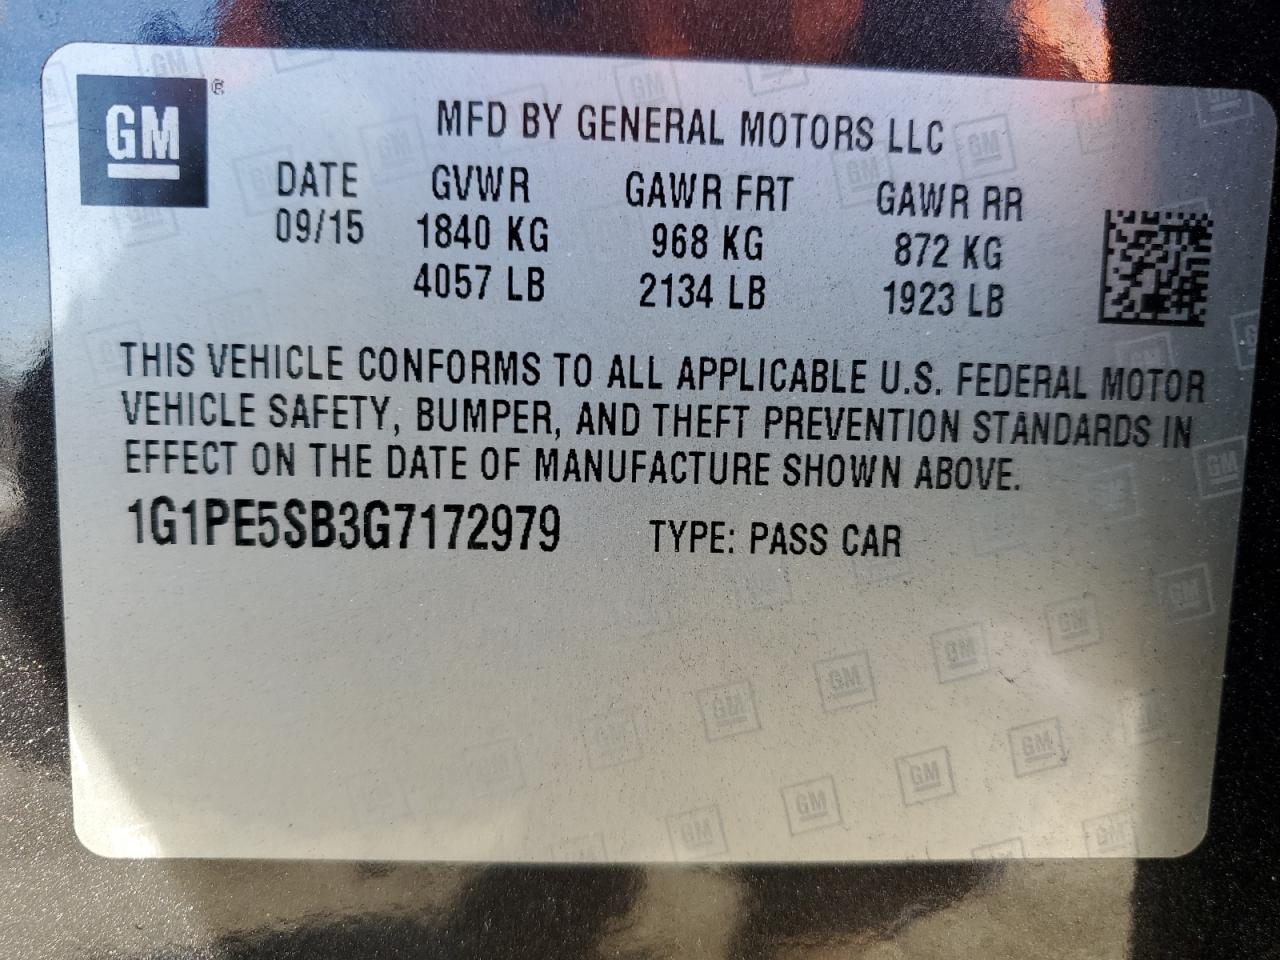 GM ®
MFD BY GENERAL MOTORS LLC
DATE GVWR GAWR FRT GAWR RR
09/15 1840 KG 968 KG 872 KG
4057 LB 2134 LB 1923 LB
THIS VEHICLE CONFORMS TO ALL APPLICABLE U.S. FEDERAL MOTOR
VEHICLE SAFETY, BUMPER, AND THEFT PREVENTION STANDARDS IN
EFFECT ON THE DATE OF MANUFACTURE SHOWN ABOVE.
1G1PE5SB3G7172979 TYPE: PASS CAR